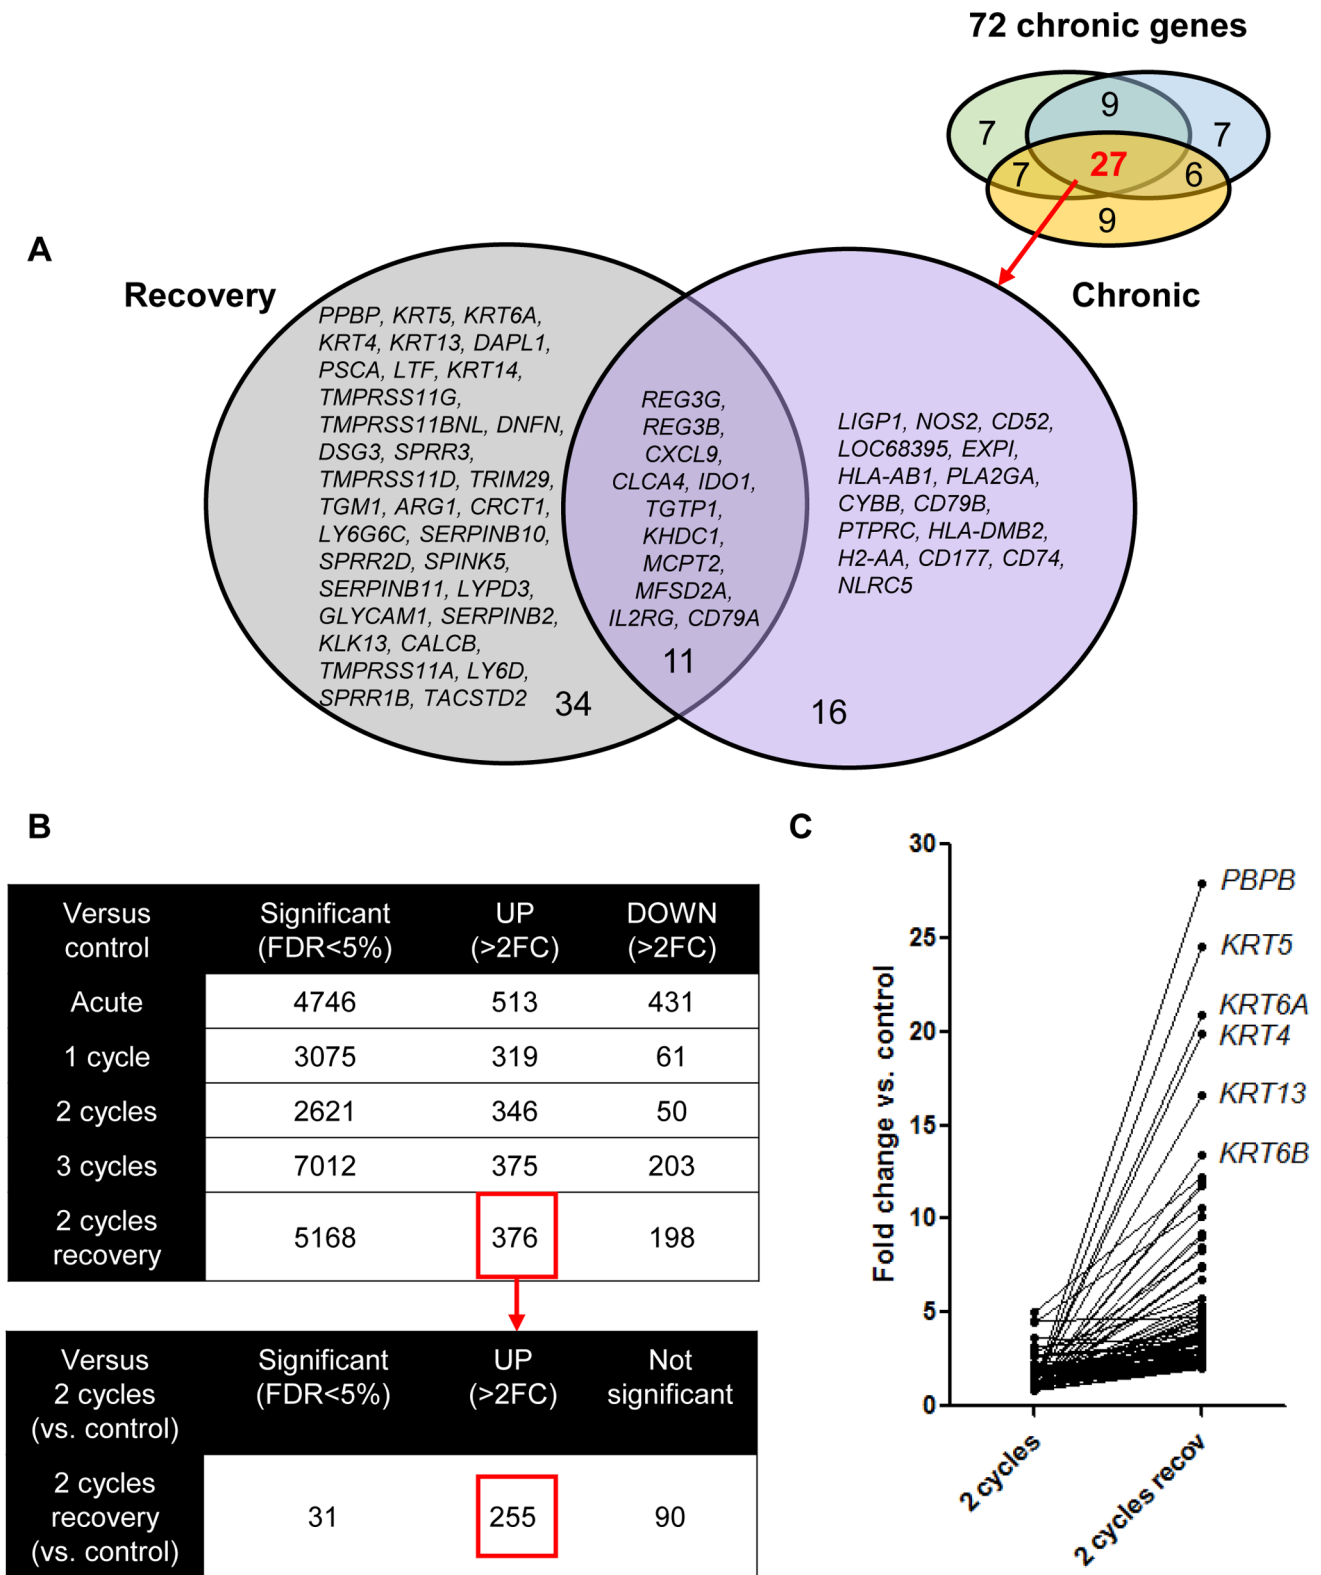 72 chronic genes
9
7
7
27
7
6
9
A
Recovery
Chronic
PPBP, KRT5, KRT6A,
KRT4, KRT13, DAPL1,
PSCA, LTF, KRT14,
TMPRSS11G,
TMPRSS11BNL, DNFN,
DSG3, SPRR3,
TMPRSS11D, TRIM29,
TGM1, ARG1, CRCT1,
LY6G6C, SERPINB10,
SPRR2D, SPINK5,
SERPINB11, LYPD3,
GLYCAM1, SERPINB2,
KLK13, CALCB,
TMPRSS11A, LY6D,
SPRR1B, TACSTD2
34
REG3G,
REG3B,
CXCL9,
CLCA4, IDO1,
TGTP1,
KHDC1,
MCPT2,
MFSD2A,
IL2RG, CD79A
11
LIGP1, NOS2, CD52,
LOC68395, EXPI,
HLA-AB1, PLA2GA,
CYBB, CD79B,
PTPRC, HLA-DMB2,
H2-AA, CD177, CD74,
NLRC5
16
B
Versus
control
Significant
(FDR<5%)
UP
(>2FC)
DOWN
(>2FC)
Acute 4746 513 431
1 cycle 3075 319 61
2 cycles 2621 346 50
3 cycles 7012 375 203
2 cycles
recovery
5168 376 198
Versus
2 cycles
(vs. control)
Significant
(FDR<5%)
UP
(>2FC)
Not
significant
2 cycles
recovery
(vs. control)
31 255 90
C
Fold change vs. control
30
25
20
15
10
5
0
PBPB
KRT5
KRT6A
KRT4
KRT13
KRT6B
2 cycles
2 cycles recov